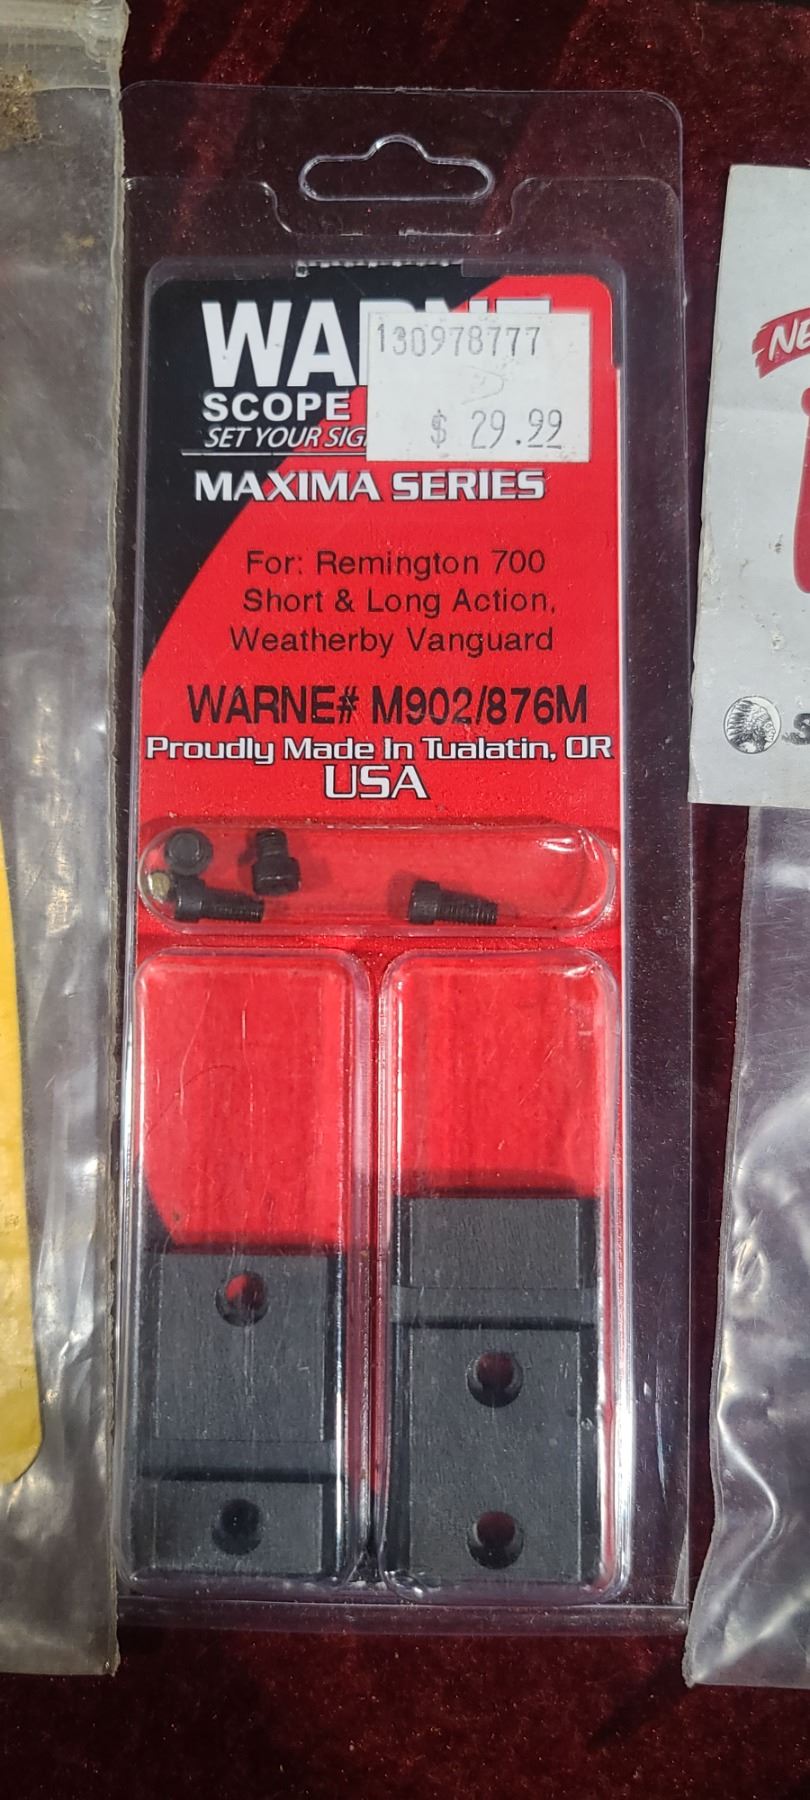 WA
130978777
SCOPE
$ 29.99
SET YOUR
MAXIMA SERIES
For: Remington 700
Short & Long Action,
Weatherby Vanguard
WARNE# M902/876M
Proudly Made In Tualatin, OR
USA